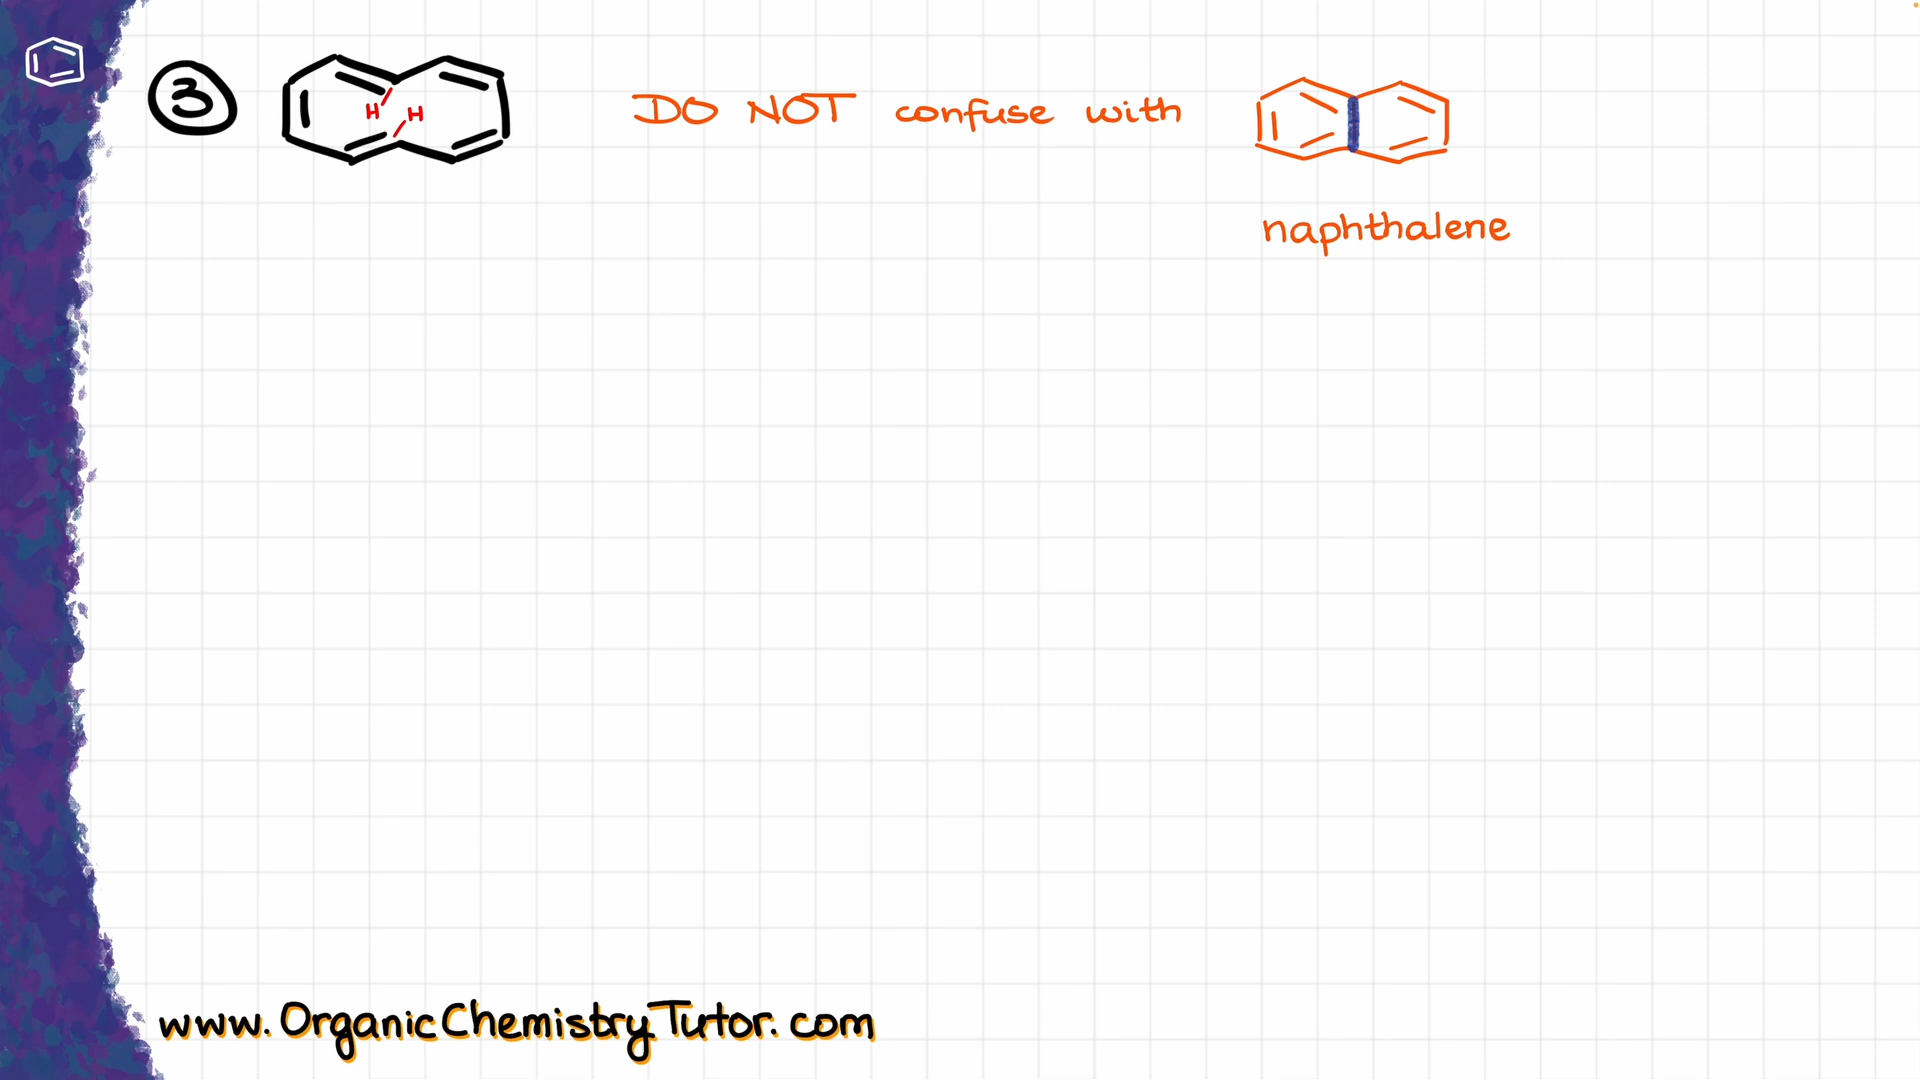 3
H H
DO NOT confuse with
naphthalene
www.OrganicChemistryTutor.com